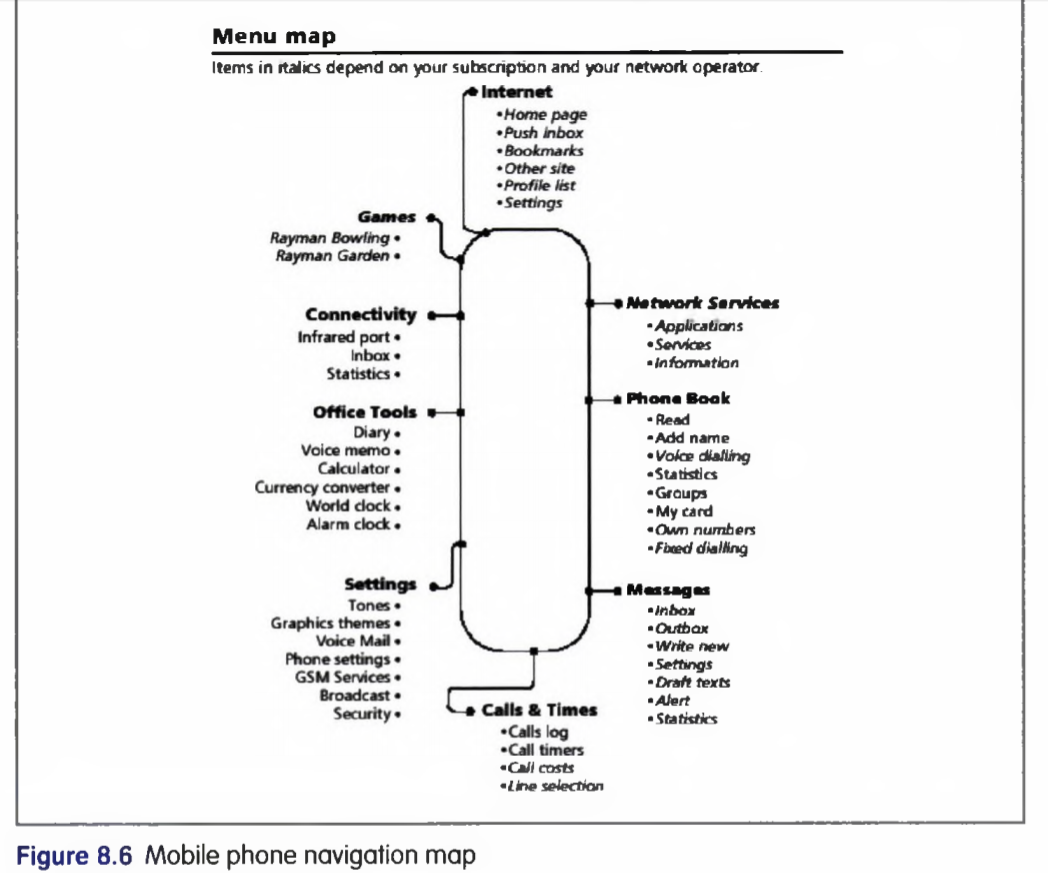 Menu map
Items in italics depend on your subscription and your network operator.
Internet
•Home page
•Push inbox
•Bookmarks
•Other site
•Profile list
•Settings
Games
Rayman Bowling •
Rayman Garden •
Connectivity
Infrared port •
Inbox •
Statistics •
Office Tools
Diary •
Voice memo •
Calculator •
Currency converter •
World clock •
Alarm clock •
Settings
Tones •
Graphics themes •
Voice Mail •
Phone settings •
GSM Services •
Broadcast •
Security •
Network Services
•Applications
•Services
•Information
Phone Book
•Read
•Add name
•Voice dialling
•Statistics
•Groups
•My card
•Own numbers
•Fixed dialling
Messages
•Inbox
•Outbox
•Write new
•Settings
•Draft texts
•Alert
•Statistics
Calls & Times
•Calls log
•Call timers
•Call costs
•Line selection
Figure 8.6 Mobile phone navigation map